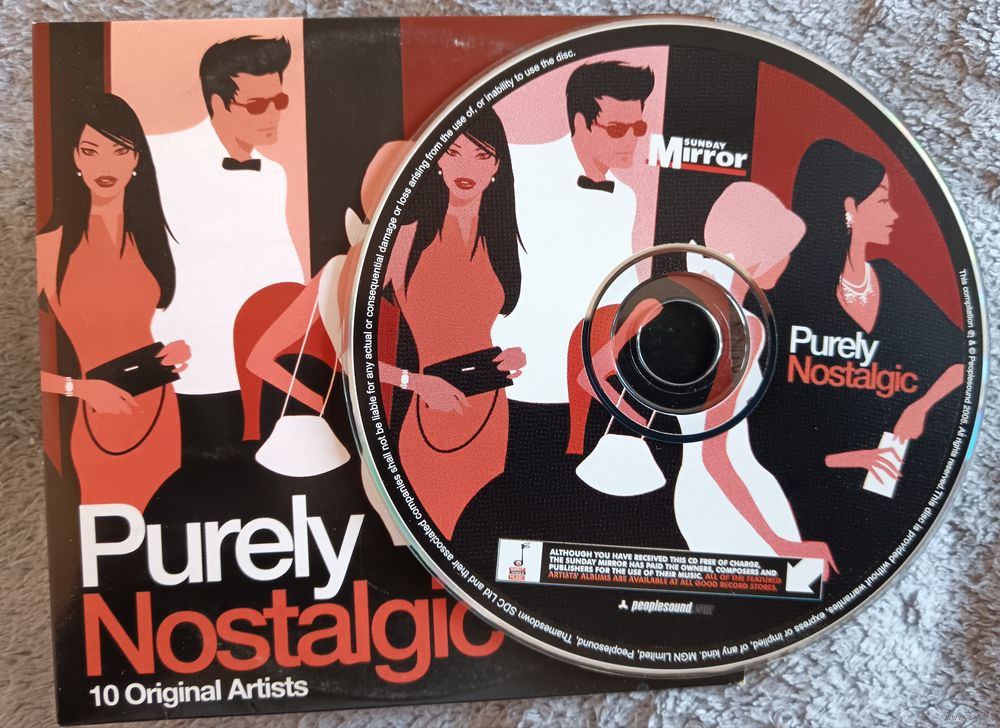 Purely
Nostalgic
10 Original Artists
SUNDAY
Mirror
Purely
Nostalgic
ALTHOUGH YOU HAVE RECEIVED THIS CD FREE OF CHARGE,
THE SUNDAY MIRROR HAS PAID THE OWNERS, COMPOSERS AND
PUBLISHERS FOR THE USE OF THEIR MUSIC. ALL OF THE FEATURED
ARTISTS' ALBUMS ARE AVAILABLE AT ALL GOOD RECORD STORES.
peoplesound.com
This compilation ℗ & © Peoplesound 2005. All rights reserved. This disc is provided without warranties, express or implied, of any kind. MGN Limited, Peoplesound, Thamesdown SDC Ltd and their associated companies shall not be liable for any actual or consequential damage or loss arising from the use of, or inability to use the disc.